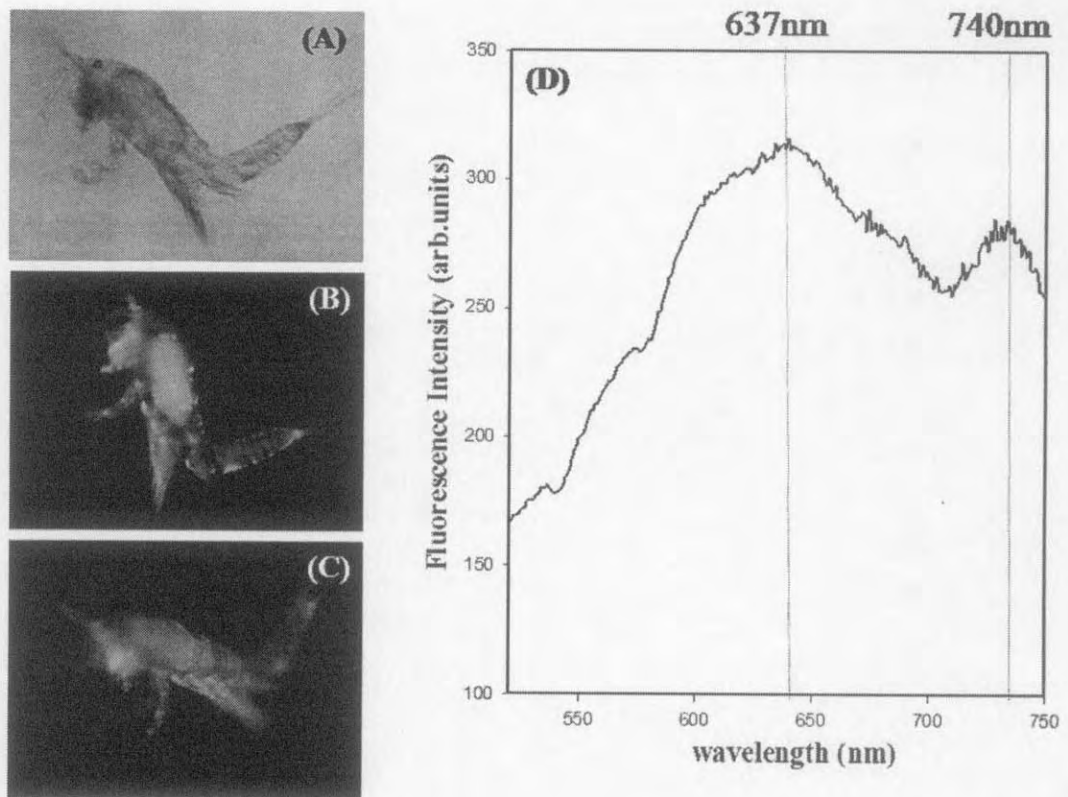 (A)
(B)
(C)
637nm 740nm
(D)
Fluorescence Intensity (arb.units)
350
300
250
200
150
100
550 600 650 700 750
wavelength (nm)